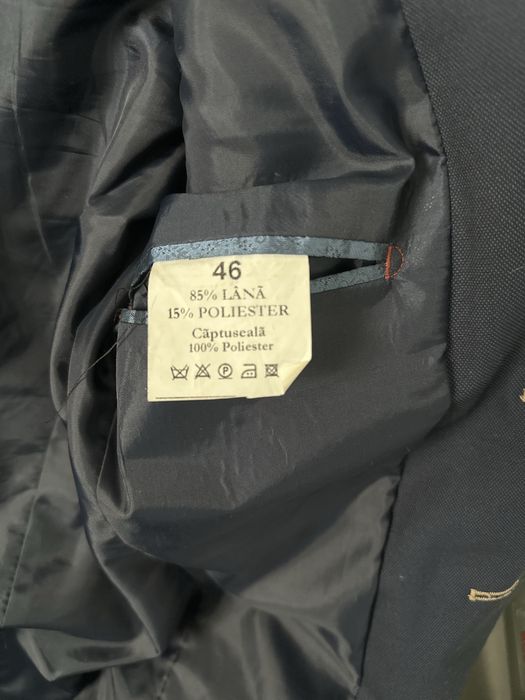 46
85% LÂNĂ
15% POLIESTER
Căptuseală
100% Poliester
P